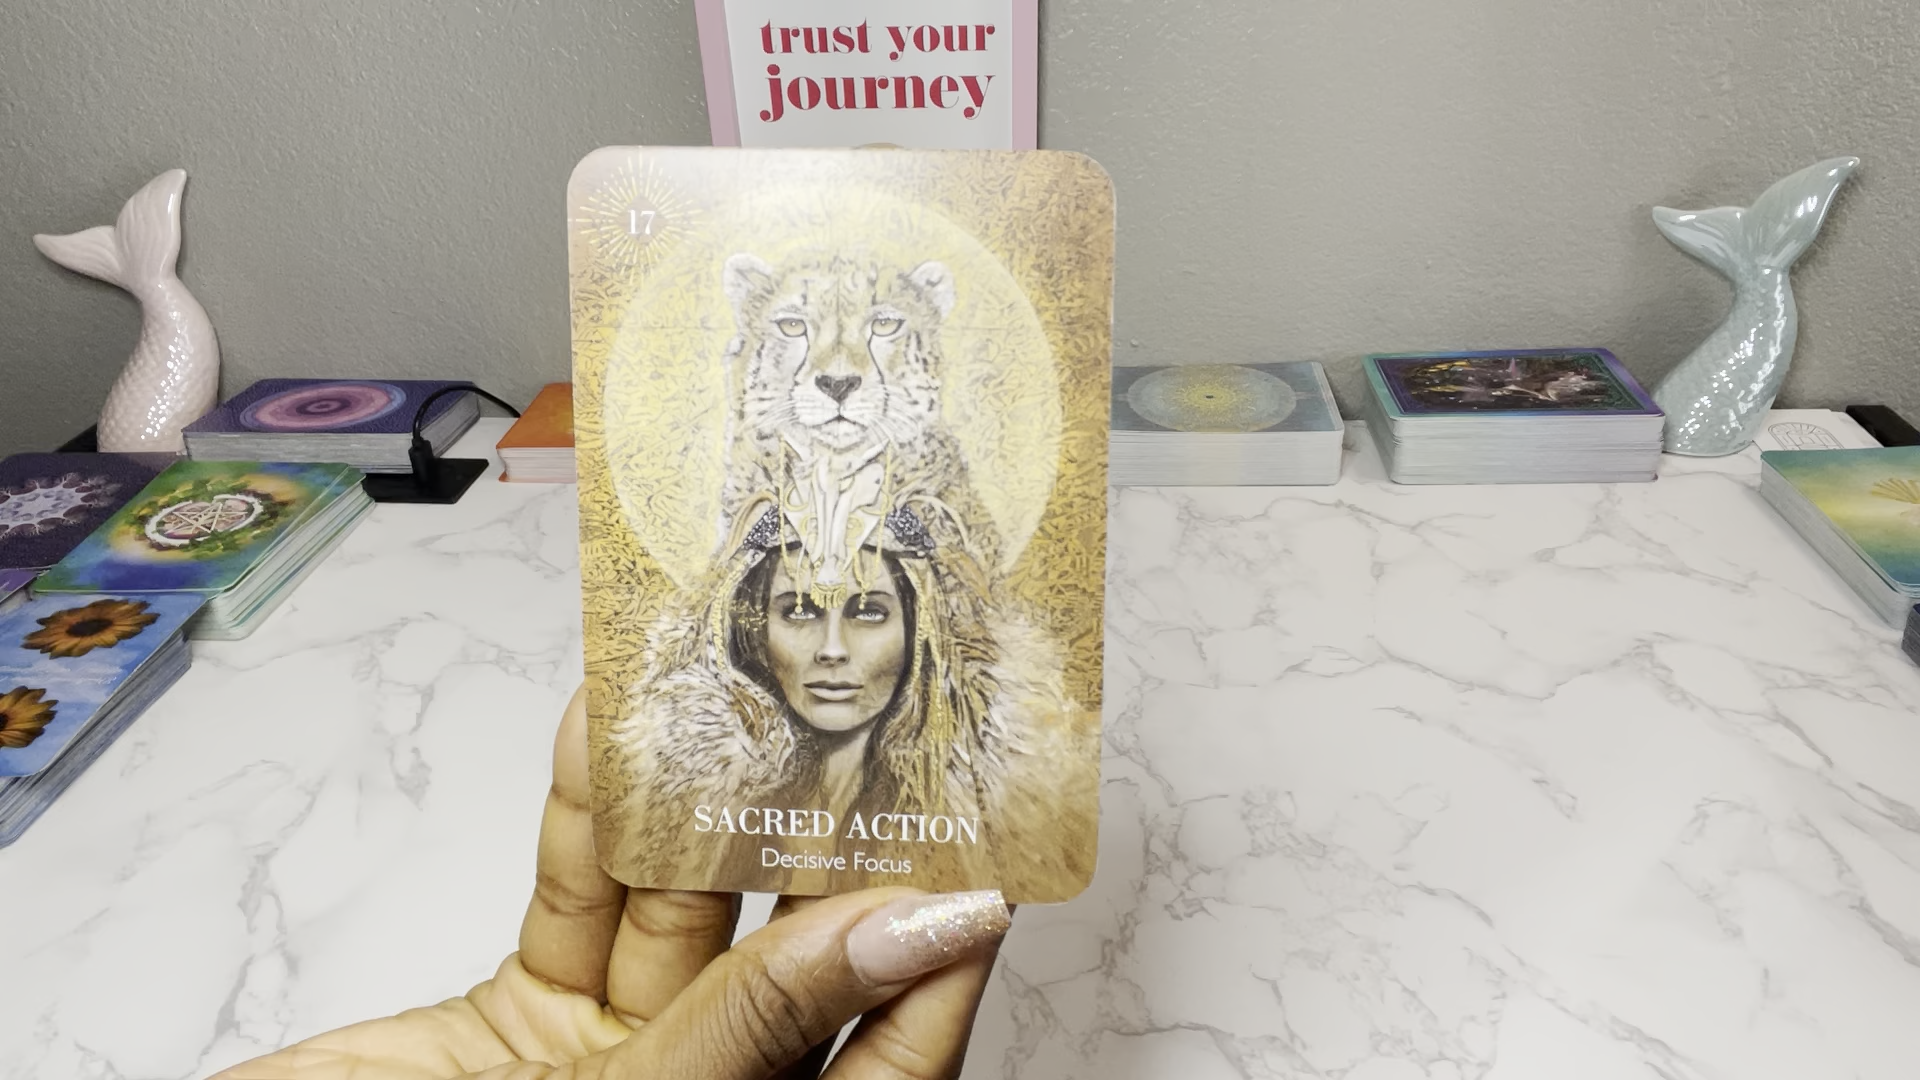 trust your
journey
17
SACRED ACTION
Decisive Focus